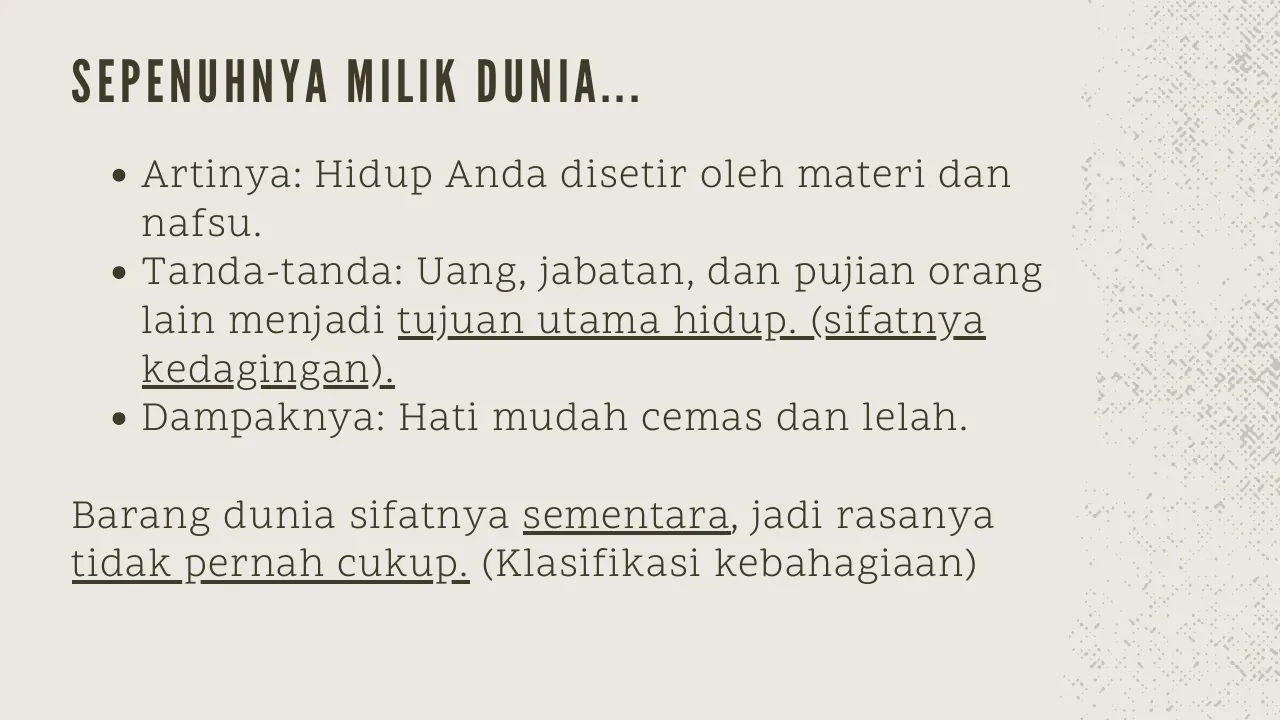 SEPENUHNYA MILIK DUNIA...
• Artinya: Hidup Anda disetir oleh materi dan
nafsu.
• Tanda-tanda: Uang, jabatan, dan pujian orang
lain menjadi tujuan utama hidup. (sifatnya
kedagingan).
• Dampaknya: Hati mudah cemas dan lelah.
Barang dunia sifatnya sementara, jadi rasanya
tidak pernah cukup. (Klasifikasi kebahagiaan)